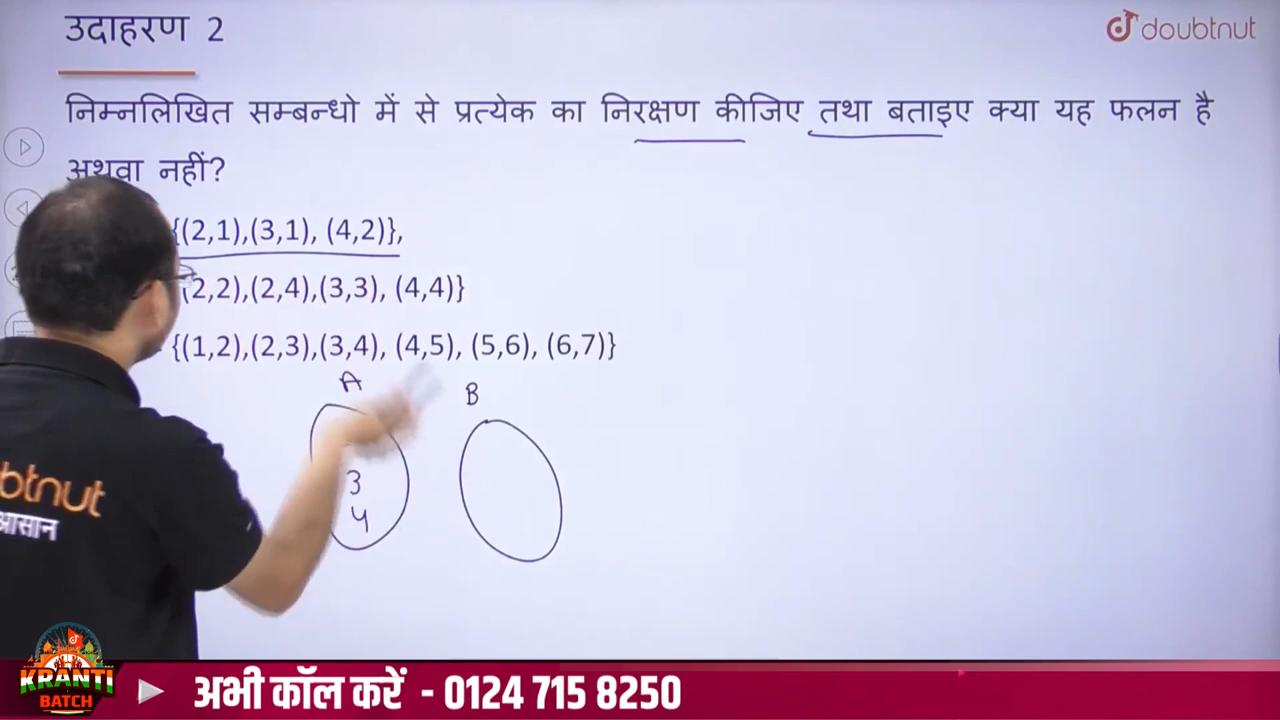 उदाहरण 2
doubtnut
निम्नलिखित सम्बन्धो में से प्रत्येक का निरक्षण कीजिए तथा बताइए क्या यह फलन है
अथवा नहीं?
{(2,1),(3,1), (4,2)},
(2,2),(2,4),(3,3), (4,4)}
{(1,2),(2,3),(3,4), (4,5), (5,6), (6,7)}
A B
3
4
btnut
आसान
KRANTI
BATCH
अभी कॉल करें - 0124 715 8250